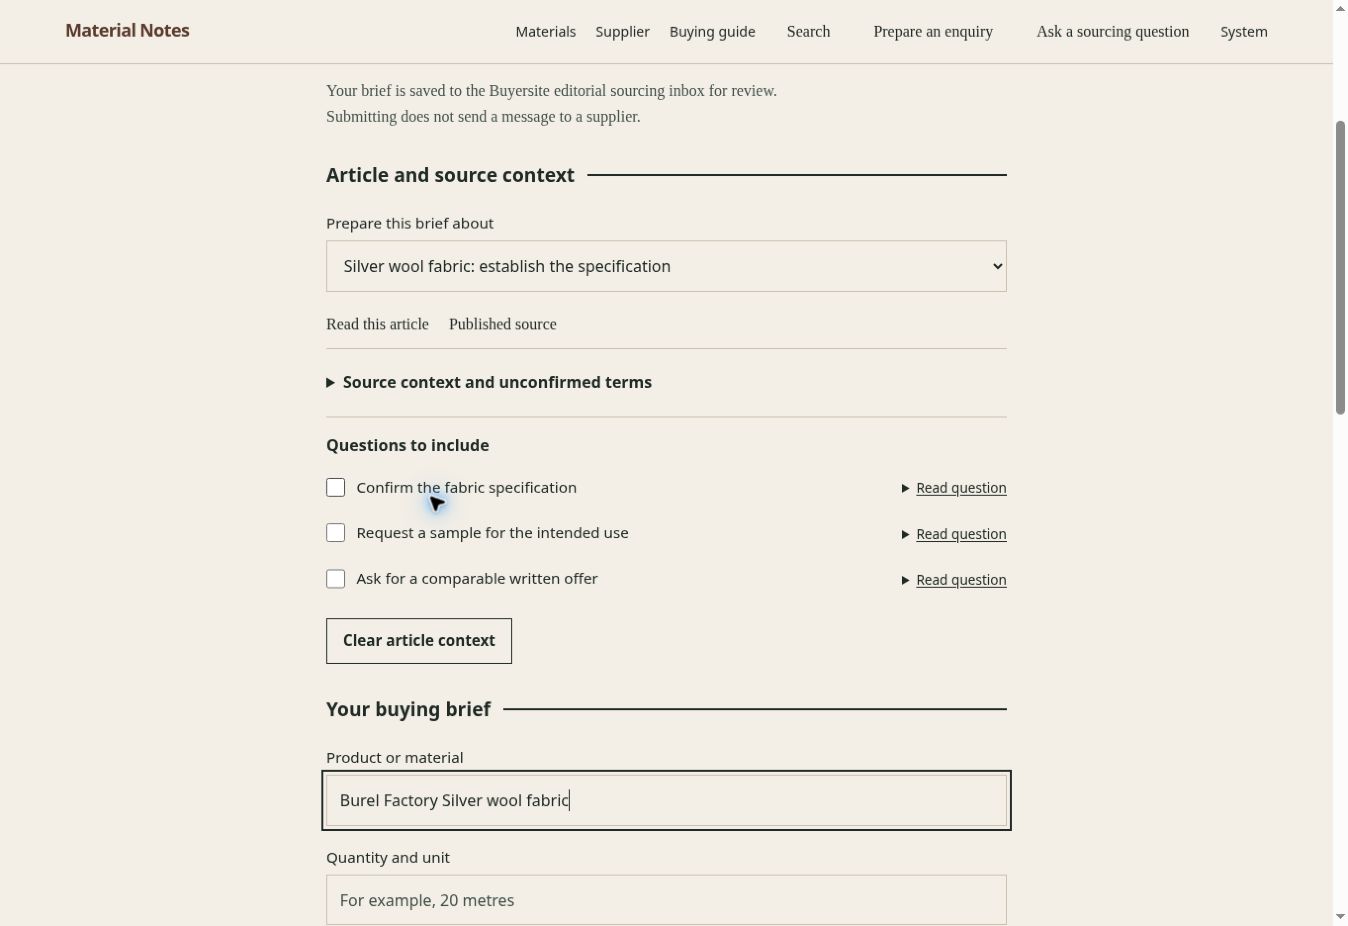 Material Notes
Materials Supplier Buying guide Search Prepare an enquiry Ask a sourcing question System
Your brief is saved to the Buyersite editorial sourcing inbox for review.
Submitting does not send a message to a supplier.
Article and source context
Prepare this brief about
Silver wool fabric: establish the specification
Read this article Published source
Source context and unconfirmed terms
Questions to include
Confirm the fabric specification Read question
Request a sample for the intended use Read question
Ask for a comparable written offer Read question
Clear article context
Your buying brief
Product or material
Burel Factory Silver wool fabric
Quantity and unit
For example, 20 metres